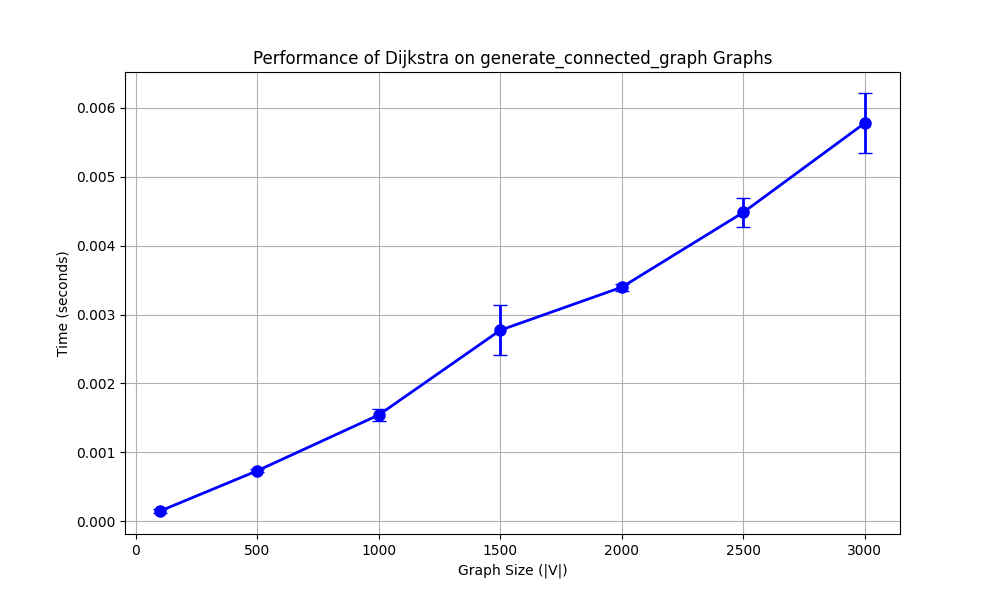 Performance of Dijkstra on generate_connected_graph Graphs
Time (seconds)
0.006
0.005
0.004
0.003
0.002
0.001
0.000
0 500 1000 1500 2000 2500 3000
Graph Size (|V|)